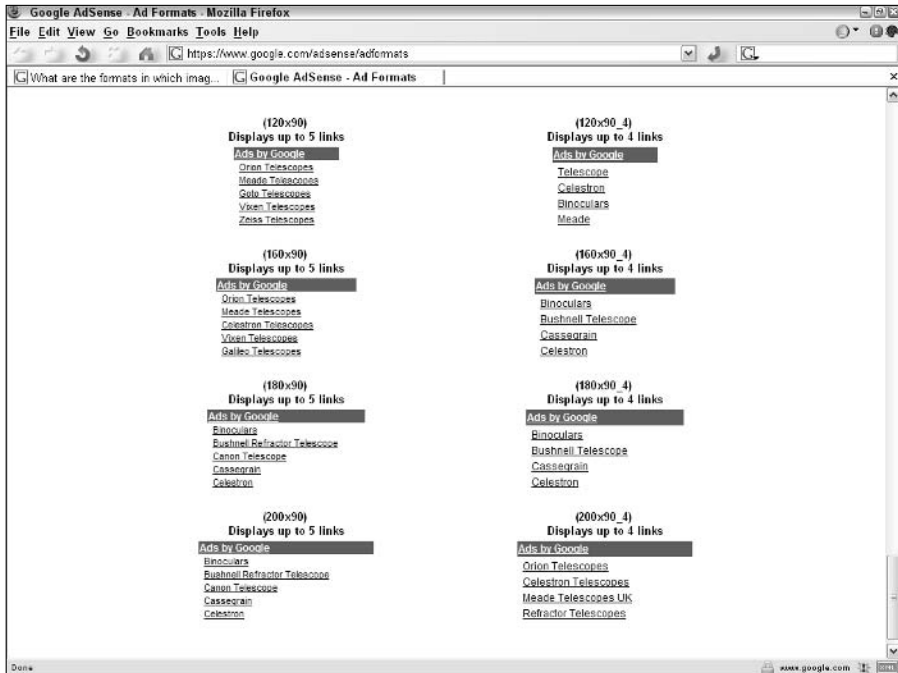 Google AdSense - Ad Formats - Mozilla Firefox
File Edit View Go Bookmarks Tools Help
https://www.google.com/adsense/adformats
What are the formats in which imag...
Google AdSense - Ad Formats
(120x90)
Displays up to 5 links
Ads by Google
Orion Telescopes
Meade Telescopes
Goto Telescopes
Vixen Telescopes
Zeiss Telescopes
(120x90_4)
Displays up to 4 links
Ads by Google
Telescope
Celestron
Binoculars
Meade
(160x90)
Displays up to 5 links
Ads by Google
Orion Telescopes
Meade Telescopes
Celestron Telescopes
Vixen Telescopes
Galileo Telescopes
(160x90_4)
Displays up to 4 links
Ads by Google
Binoculars
Bushnell Telescope
Cassegrain
Celestron
(180x90)
Displays up to 5 links
Ads by Google
Binoculars
Bushnell Refractor Telescope
Canon Telescope
Cassegrain
Celestron
(180x90_4)
Displays up to 4 links
Ads by Google
Binoculars
Bushnell Telescope
Cassegrain
Celestron
(200x90)
Displays up to 5 links
Ads by Google
Binoculars
Bushnell Refractor Telescope
Canon Telescope
Cassegrain
Celestron
(200x90_4)
Displays up to 4 links
Ads by Google
Orion Telescopes
Celestron Telescopes
Meade Telescopes UK
Refractor Telescopes
Done
www.google.com